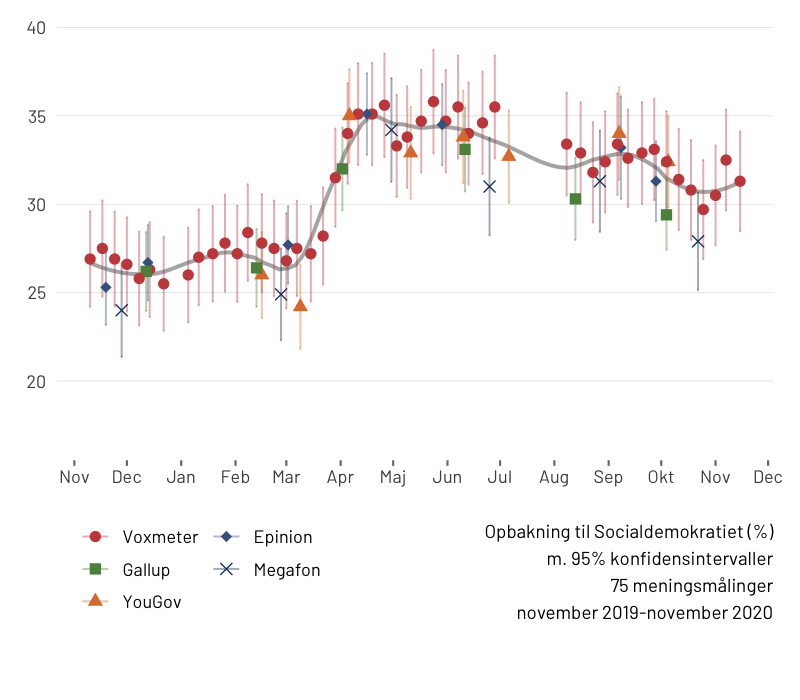 40
35
30
25
20
Nov Dec Jan Feb Mar Apr Maj Jun Jul Aug Sep Okt Nov Dec
Voxmeter Epinion
Gallup Megafon
YouGov
Opbakning til Socialdemokratiet (%)
m. 95% konfidensintervaller
75 meningsmålinger
november 2019-november 2020